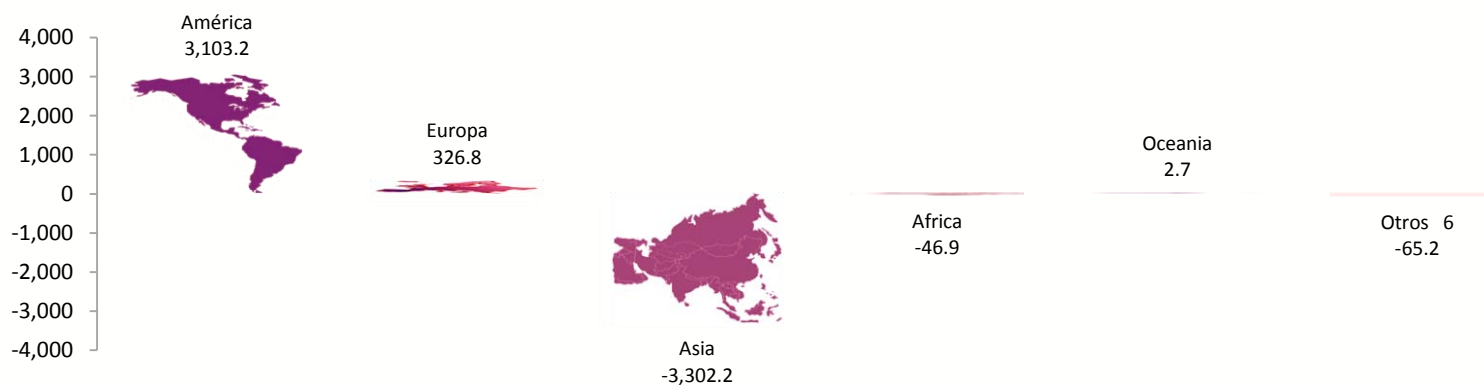 4,000
3,000
2,000
1,000
0
-1,000
-2,000
-3,000
-4,000
América
3,103.2
Europa
326.8
Asia
-3,302.2
Africa
-46.9
Oceania
2.7
Otros 6
-65.2